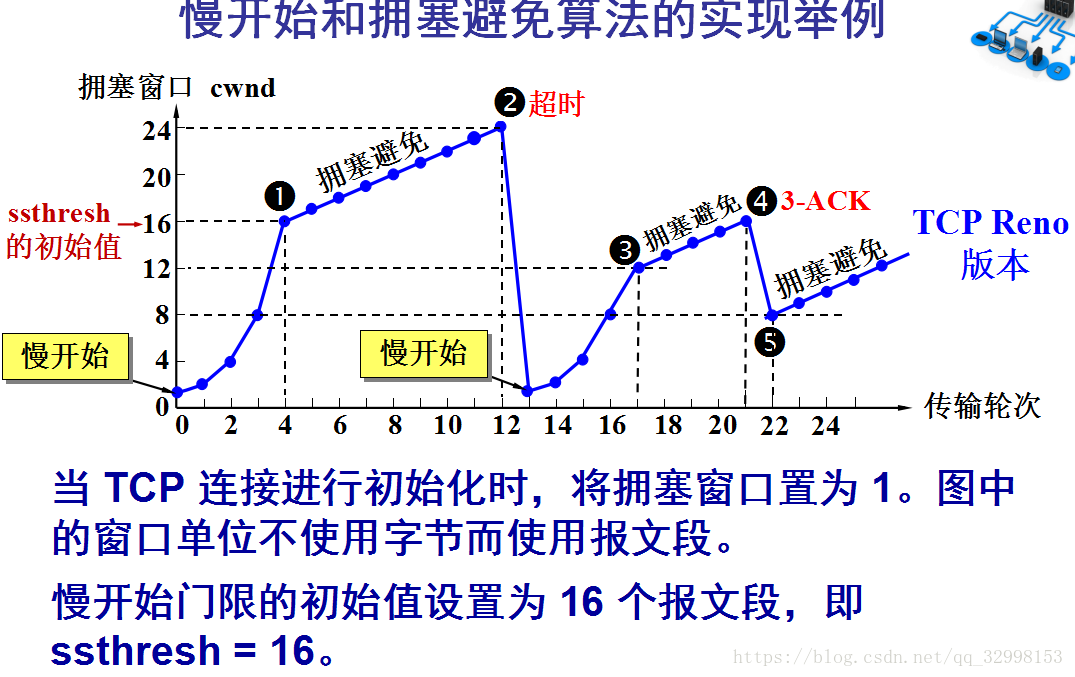 慢开始和拥塞避免算法的实现举例
拥塞窗口 cwnd
24
20
16
12
8
4
0
ssthresh
的初始值
❶
❷ 超时
❸
❹ 3-ACK
❺
拥塞避免
拥塞避免
拥塞避免
TCP Reno
版本
慢开始
慢开始
0 2 4 6 8 10 12 14 16 18 20 22 24
传输轮次
当 TCP 连接进行初始化时，将拥塞窗口置为 1。图中
的窗口单位不使用字节而使用报文段。
慢开始门限的初始值设置为 16 个报文段，即
ssthresh = 16。
https://blog.csdn.net/qq_32998153